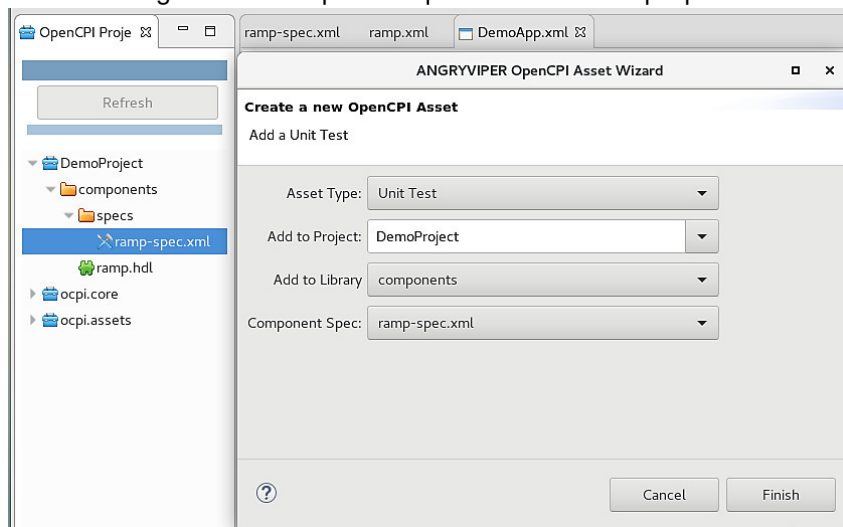 OpenCPI Proje
ramp-spec.xml ramp.xml DemoApp.xml
ANGRYVIPER OpenCPI Asset Wizard
Refresh
Create a new OpenCPI Asset
Add a Unit Test
DemoProject
components
specs
ramp-spec.xml
ramp.hdl
ocpi.core
ocpi.assets
Asset Type: Unit Test
Add to Project: DemoProject
Add to Library components
Component Spec: ramp-spec.xml
Cancel Finish